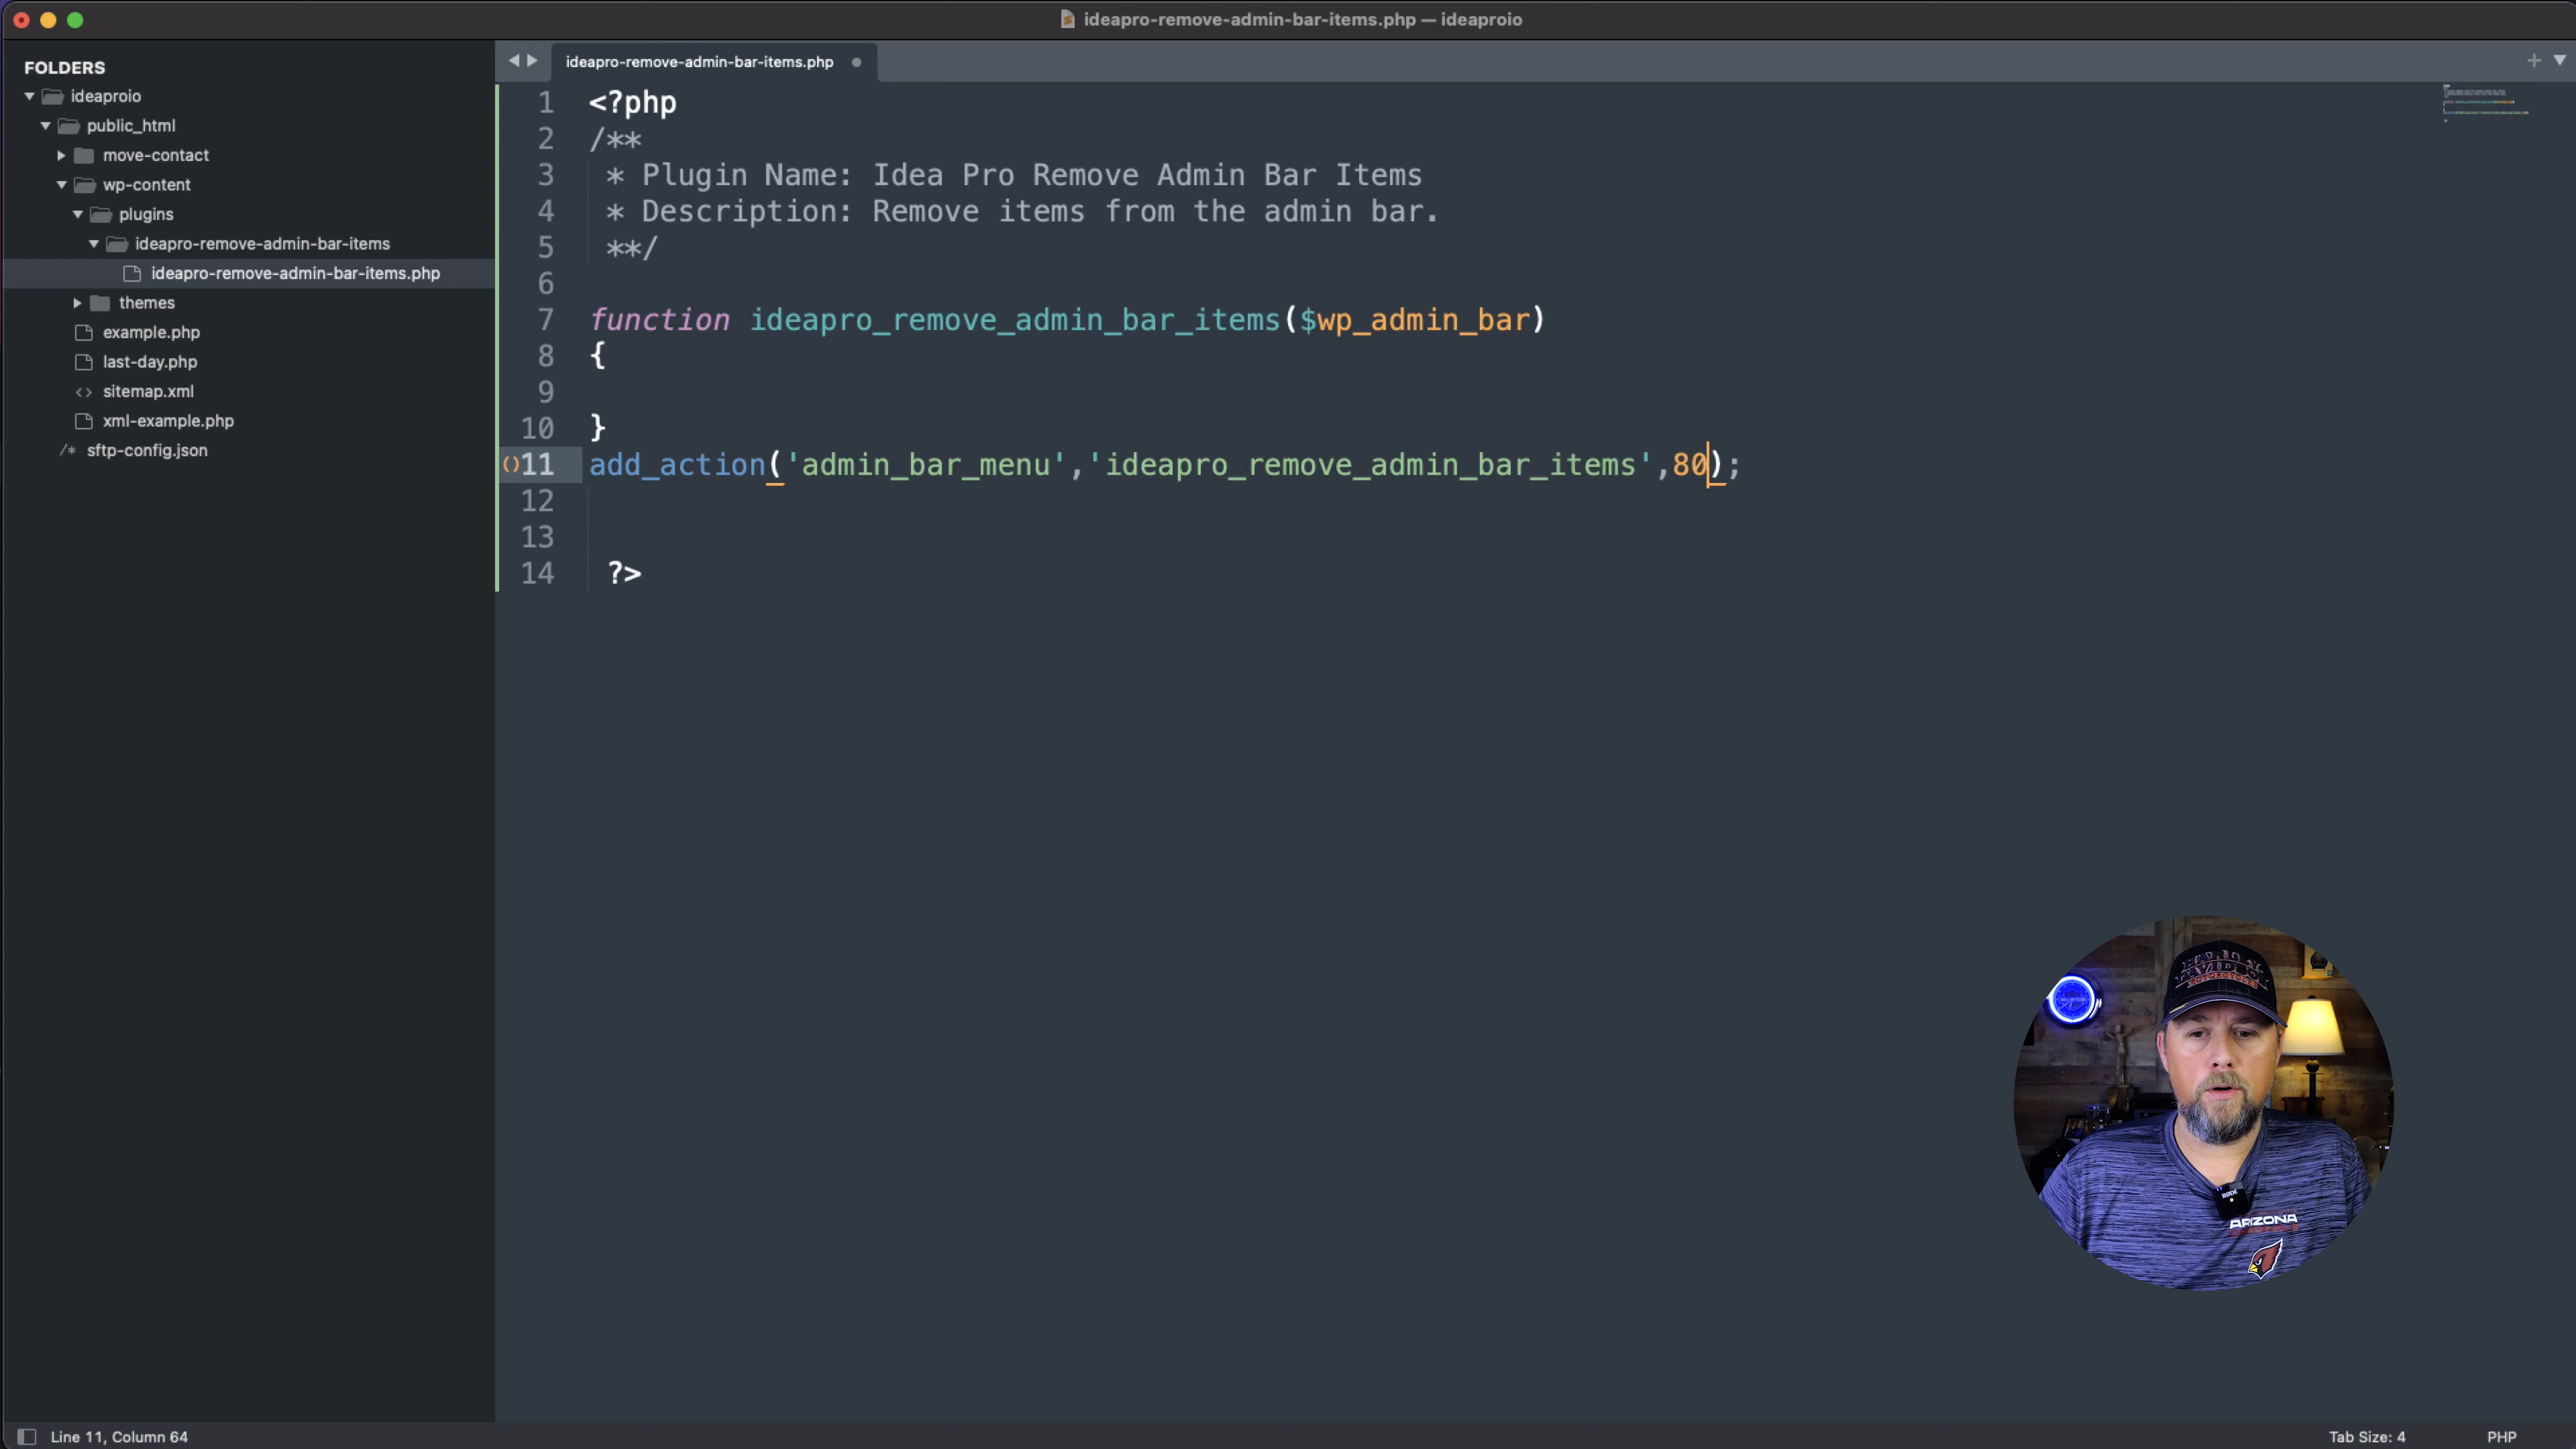 ideapro-remove-admin-bar-items.php — ideaproio
FOLDERS
ideaproio
public_html
move-contact
wp-content
plugins
ideapro-remove-admin-bar-items
ideapro-remove-admin-bar-items.php
themes
example.php
last-day.php
sitemap.xml
xml-example.php
sftp-config.json
ideapro-remove-admin-bar-items.php
1 <?php
2 /**
3 * Plugin Name: Idea Pro Remove Admin Bar Items
4 * Description: Remove items from the admin bar.
5 **/
6
7 function ideapro_remove_admin_bar_items($wp_admin_bar)
8 {
9
10 }
11 add_action('admin_bar_menu','ideapro_remove_admin_bar_items',80);
12
13
14 ?>
RODE
ARIZONA
Line 11, Column 64
Tab Size: 4
PHP